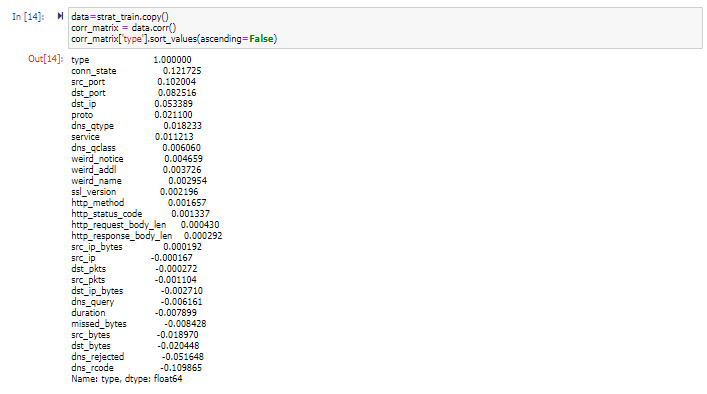 In [14]: data=strat_train.copy()
corr_matrix = data.corr()
corr_matrix['type'].sort_values(ascending=False)
Out[14]: type 1.000000
conn_state 0.121725
src_port 0.102004
dst_port 0.082516
dst_ip 0.053389
proto 0.021100
dns_qtype 0.018233
service 0.011213
dns_qclass 0.006060
weird_notice 0.004659
weird_addl 0.003726
weird_name 0.002954
ssl_version 0.002196
http_method 0.001657
http_status_code 0.001337
http_request_body_len 0.000430
http_response_body_len 0.000292
src_ip_bytes 0.000192
src_ip -0.000167
dst_pkts -0.000272
src_pkts -0.001104
dst_ip_bytes -0.002710
dns_query -0.006161
duration -0.007899
missed_bytes -0.008428
src_bytes -0.018970
dst_bytes -0.020448
dns_rejected -0.051648
dns_rcode -0.109865
Name: type, dtype: float64